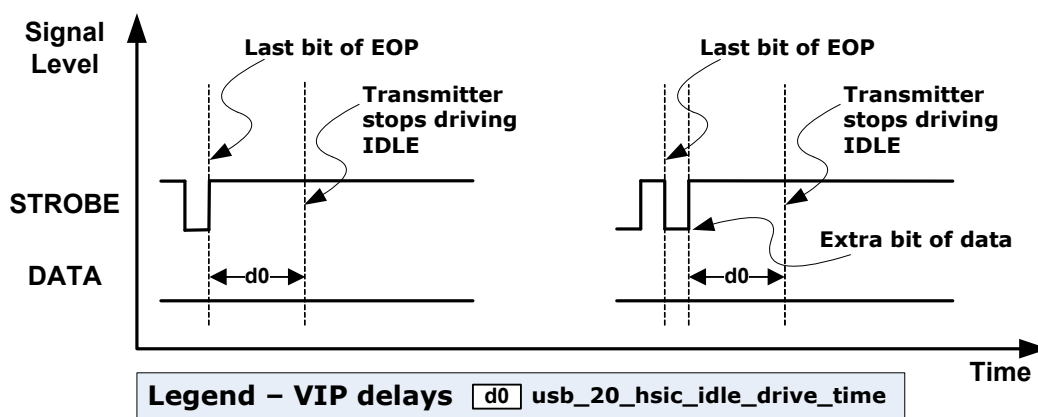 Signal
Level
Last bit of EOP
Transmitter
stops driving
IDLE
Last bit of EOP
Transmitter
stops driving
IDLE
STROBE
Extra bit of data
DATA
d0
d0
Time
Legend – VIP delays d0 usb_20_hsic_idle_drive_time